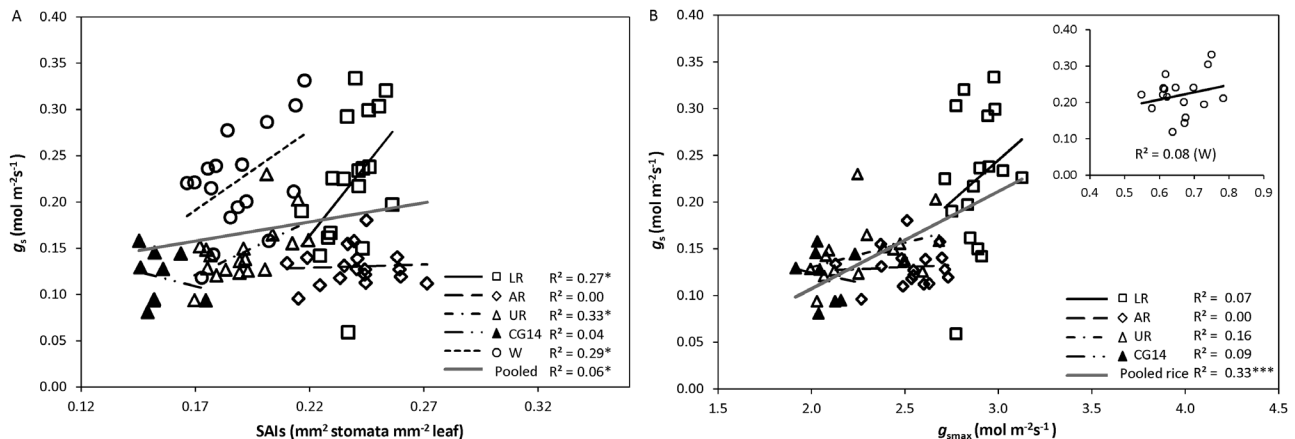 A
0.40
0.35
0.30
0.25
0.20
0.15
0.10
0.05
0.00
gs (mol m-2s-1)
0.12
0.17
0.22
0.27
0.32
SAIs (mm2 stomata mm-2 leaf)
LR R² = 0.27*
AR R² = 0.00
UR R² = 0.33*
CG14 R² = 0.04
W R² = 0.29*
Pooled R² = 0.06*
B
0.40
0.35
0.30
0.25
0.20
0.15
0.10
0.05
0.00
gs (mol m-2s-1)
1.5
2.0
2.5
3.0
3.5
4.0
4.5
gsmax (mol m-2s-1)
0.40
0.30
0.20
0.10
0.00
R² = 0.08 (W)
0.4
0.5
0.6
0.7
0.8
0.9
LR R² = 0.07
AR R² = 0.00
UR R² = 0.16
CG14 R² = 0.09
Pooled rice R² = 0.33***